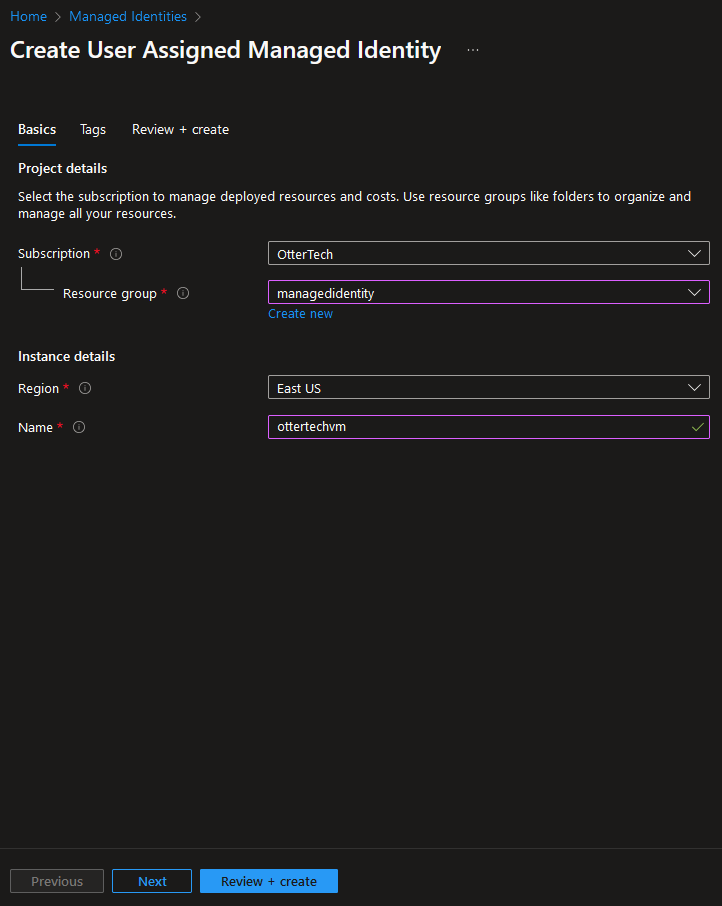 Home > Managed Identities >
Create User Assigned Managed Identity ...
Basics Tags Review + create
Project details
Select the subscription to manage deployed resources and costs. Use resource groups like folders to organize and
manage all your resources.
Subscription * OtterTech
Resource group * managedidentity
Create new
Instance details
Region * East US
Name * ottertechvm
Previous Next Review + create